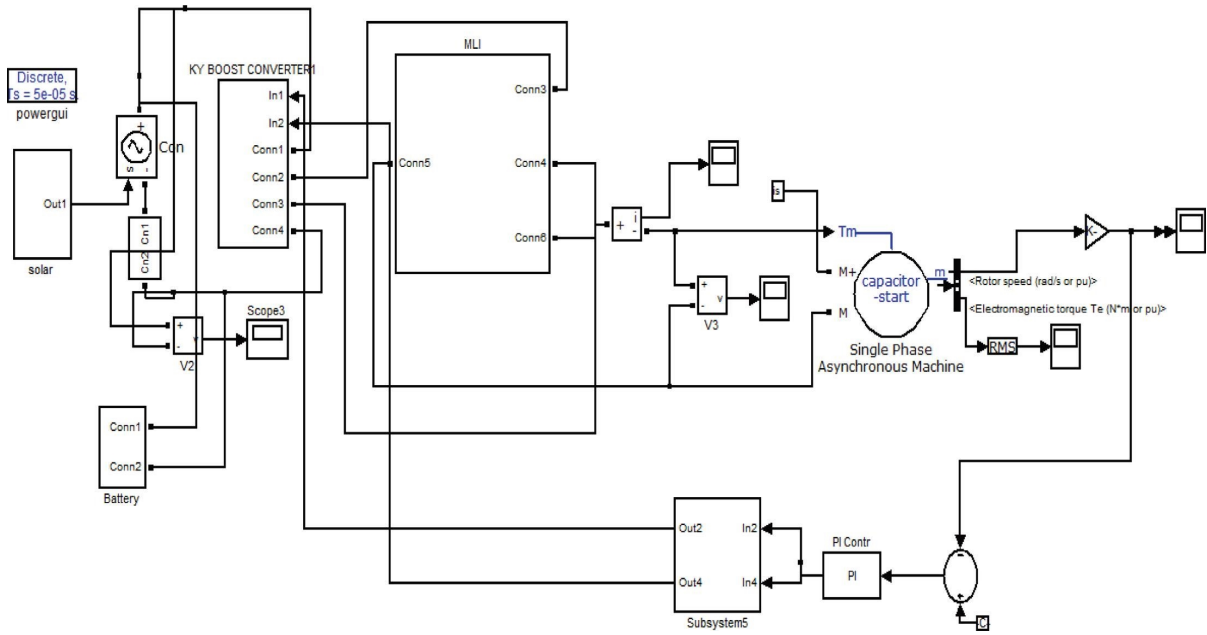 MLI
KY BOOST CONVERTER1
Discrete,
Ts = 5e-05 s.
powergui
In1
In2
Conn1
Conn2
Conn3
Conn4
Conn3
Conn5
Conn4
Conn6
+
s
-
Con
Out1
solar
Cn1
Cn2
+
-
v
V2
Scope3
Conn1
Conn2
Battery
+
i
-
is
+
-
v
V3
Tm
M+
M
m
capacitor
-start
Single Phase
Asynchronous Machine
<Rotor speed (rad/s or pu)>
<Electromagnetic torque Te (N*m or pu)>
K-
RMS
Out2
In2
Out4
In4
Subsystem5
PI Contr
PI
C